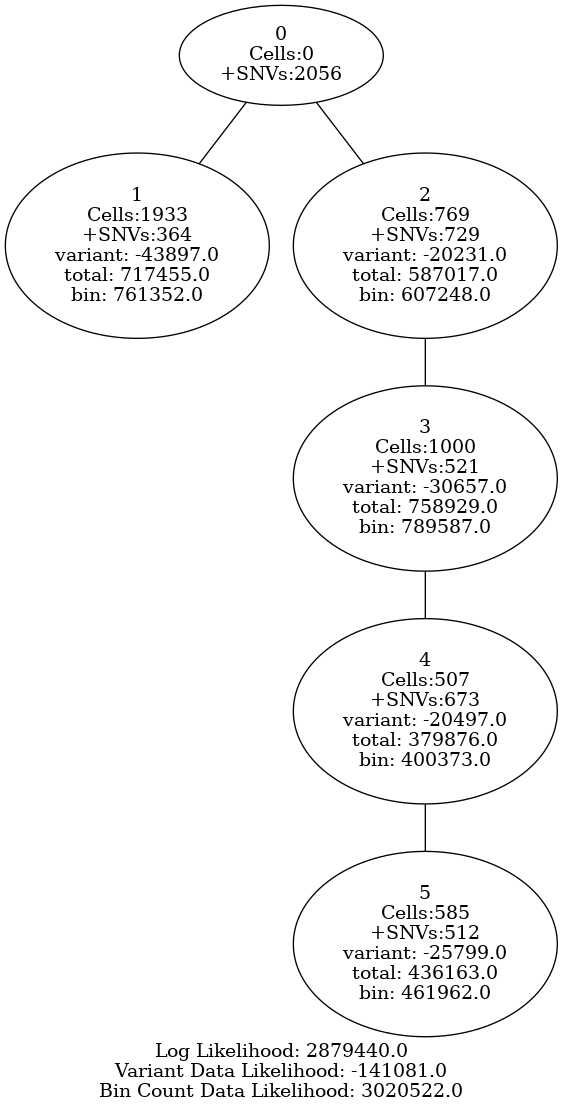 0
Cells:0
+SNVs:2056
1
Cells:1933
+SNVs:364
variant: -43897.0
total: 717455.0
bin: 761352.0
2
Cells:769
+SNVs:729
variant: -20231.0
total: 587017.0
bin: 607248.0
3
Cells:1000
+SNVs:521
variant: -30657.0
total: 758929.0
bin: 789587.0
4
Cells:507
+SNVs:673
variant: -20497.0
total: 379876.0
bin: 400373.0
5
Cells:585
+SNVs:512
variant: -25799.0
total: 436163.0
bin: 461962.0
Log Likelihood: 2879440.0
Variant Data Likelihood: -141081.0
Bin Count Data Likelihood: 3020522.0